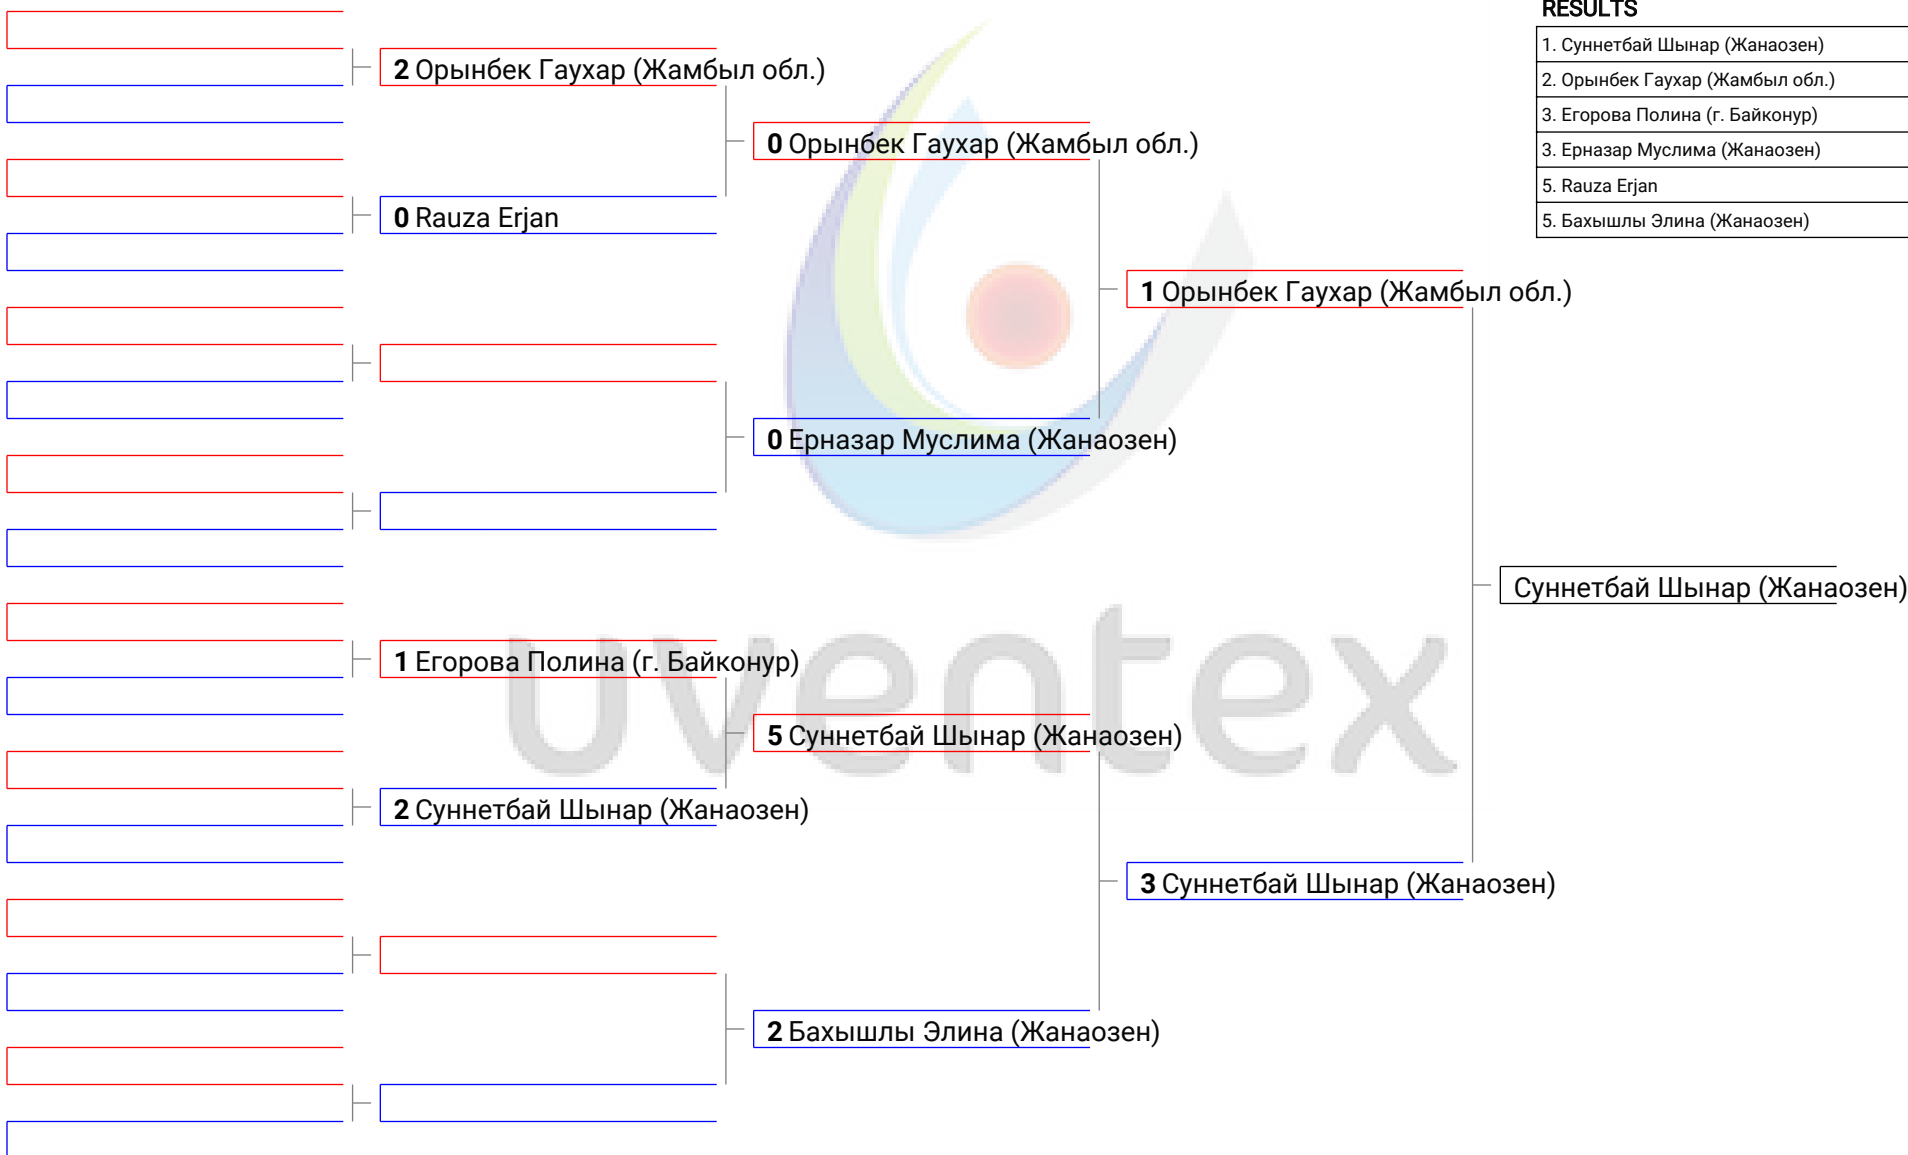 RESULTS
1. Суннетбай Шынар (Жанаозен)
2. Орынбек Гаухар (Жамбыл обл.)
3. Егорова Полина (г. Байконур)
3. Ерназар Муслима (Жанаозен)
5. Rauza Erjan
5. Бахышлы Элина (Жанаозен)
2 Орынбек Гаухар (Жамбыл обл.)
0 Орынбек Гаухар (Жамбыл обл.)
0 Rauza Erjan
1 Орынбек Гаухар (Жамбыл обл.)
0 Ерназар Муслима (Жанаозен)
Суннетбай Шынар (Жанаозен)
uventex
1 Егорова Полина (г. Байконур)
5 Суннетбай Шынар (Жанаозен)
2 Суннетбай Шынар (Жанаозен)
3 Суннетбай Шынар (Жанаозен)
2 Бахышлы Элина (Жанаозен)